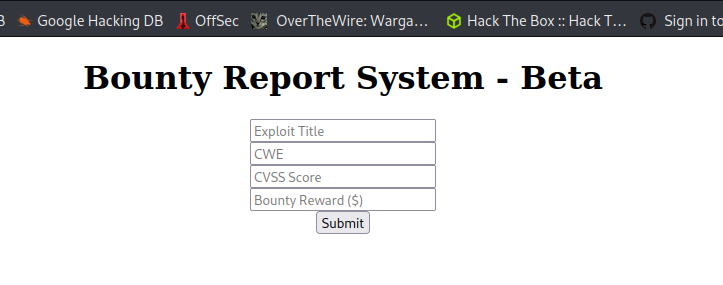 B Google Hacking DB OffSec OverTheWire: Warga... Hack The Box :: Hack T... Sign in to
Bounty Report System - Beta
Exploit Title
CWE
CVSS Score
Bounty Reward ($)
Submit